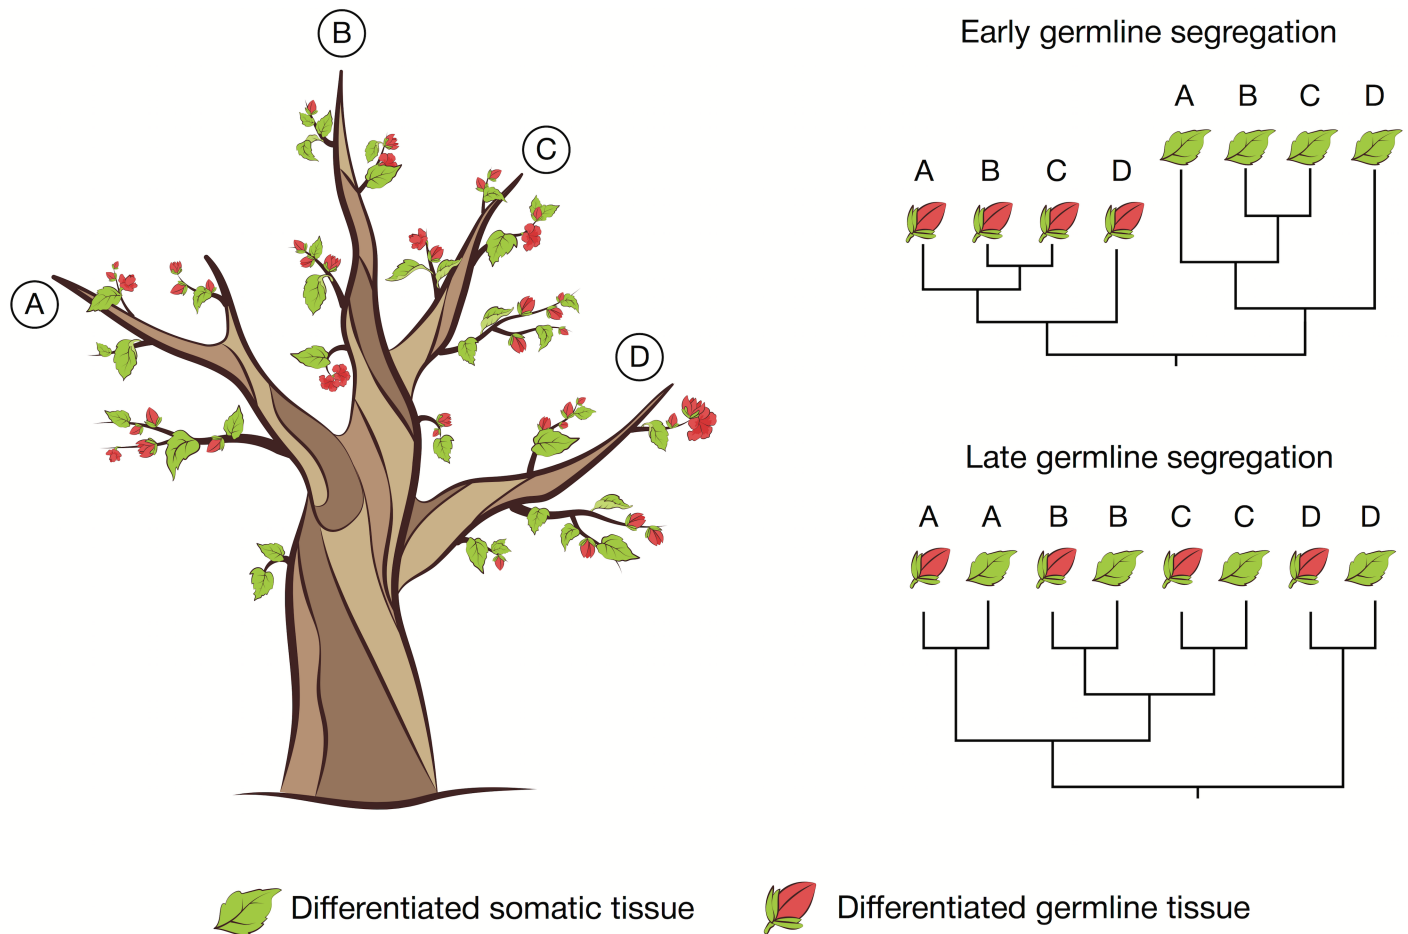 B
C
A
D
Early germline segregation
A B C D
A B C D
Late germline segregation
A A B B C C D D
Differentiated somatic tissue
Differentiated germline tissue